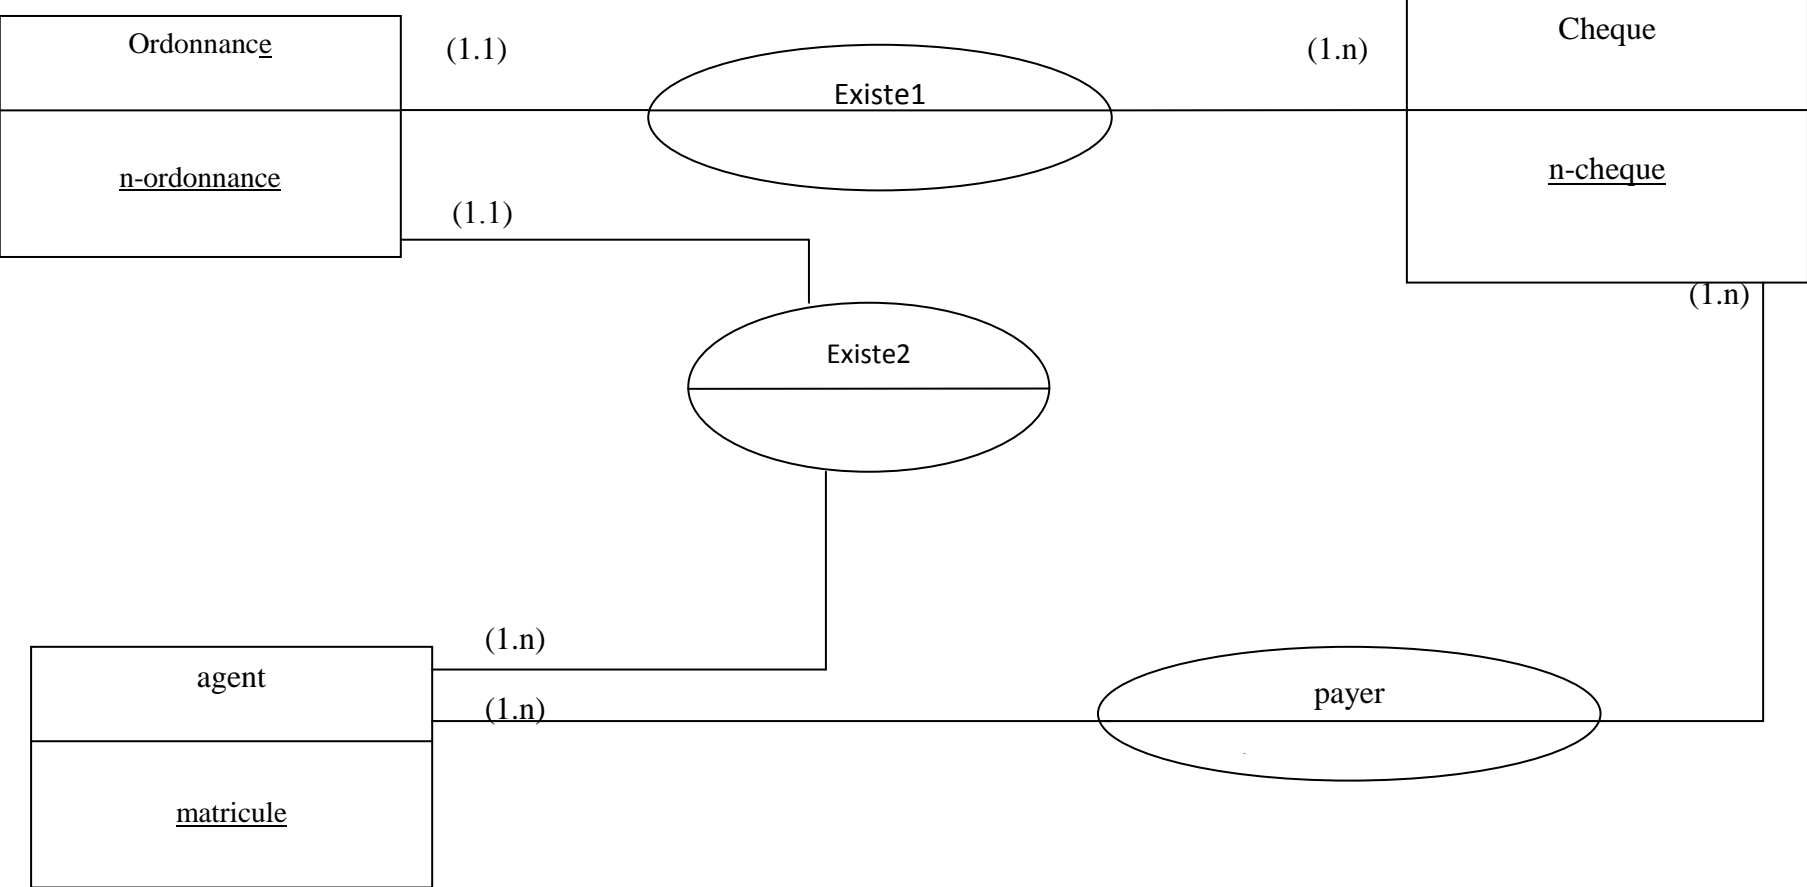 Ordonnance
(1.1)
(1.n)
Cheque
Existe1
n-ordonnance
n-cheque
(1.1)
(1.n)
Existe2
(1.n)
agent
(1.n)
payer
matricule